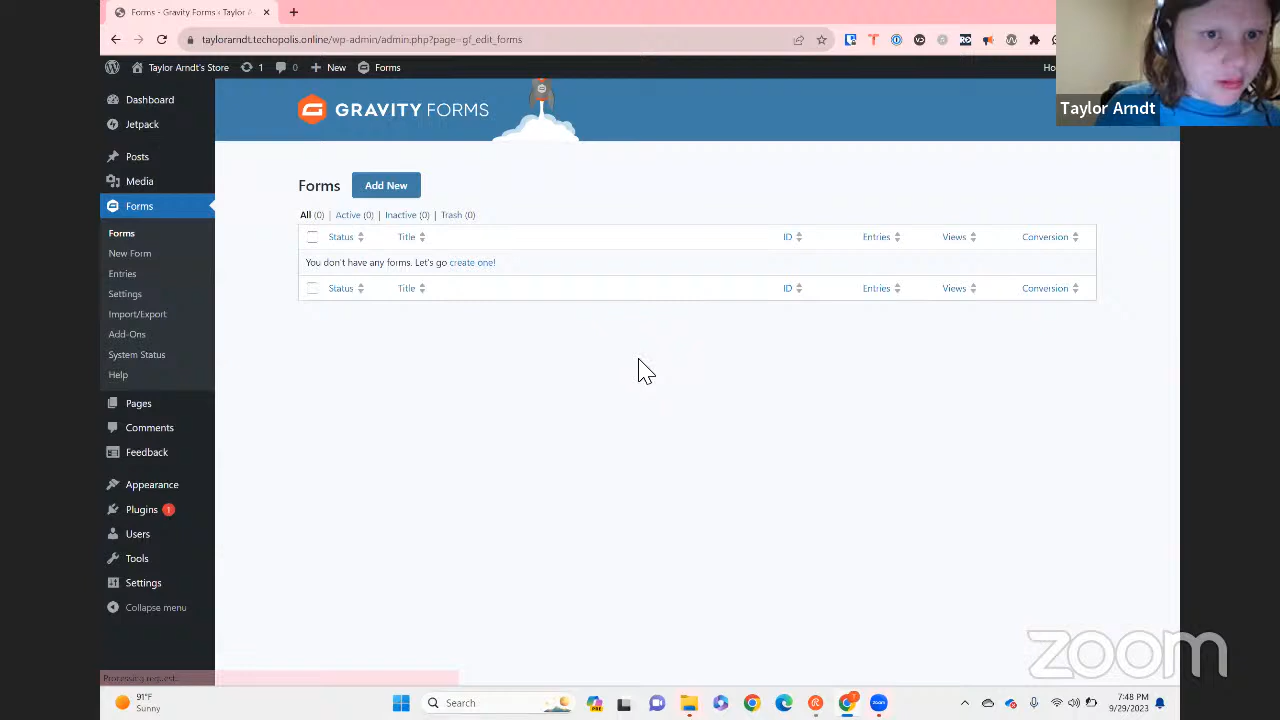 Forms - Gravity Forms ‹ Taylor A
taylorarndt.techopolis.online/wp-admin/admin.php?page=gf_edit_forms
Taylor Arndt's Store
1
0
New
Forms
Taylor Arndt
Dashboard
Jetpack
Posts
Media
Forms
Forms
New Form
Entries
Settings
Import/Export
Add-Ons
System Status
Help
Pages
Comments
Feedback
Appearance
Plugins 1
Users
Tools
Settings
Collapse menu
GRAVITY FORMS
Forms Add New
All (0) | Active (0) | Inactive (0) | Trash (0)
Status Title ID Entries Views Conversion
You don't have any forms. Let's go create one!
Status Title ID Entries Views Conversion
zoom
Processing request...
91°F
Sunny
Search
PRE
zoom
7:48 PM
9/29/2023